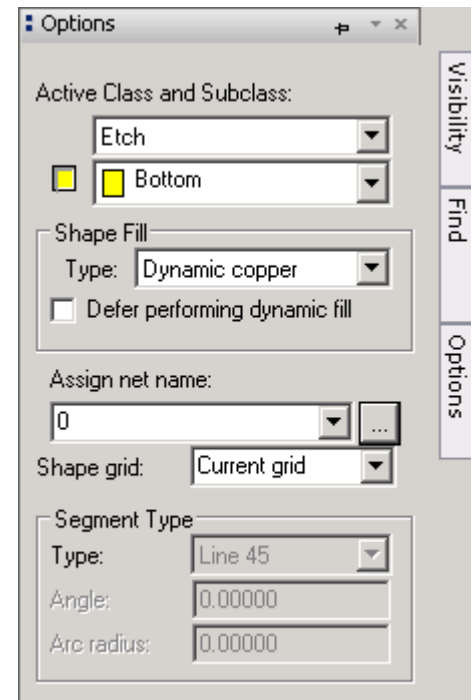 Options
Active Class and Subclass:
Etch
Bottom
Shape Fill
Type: Dynamic copper
Defer performing dynamic fill
Assign net name:
0
...
Shape grid: Current grid
Segment Type
Type: Line 45
Angle: 0.00000
Arc radius: 0.00000
Visibility
Find
Options